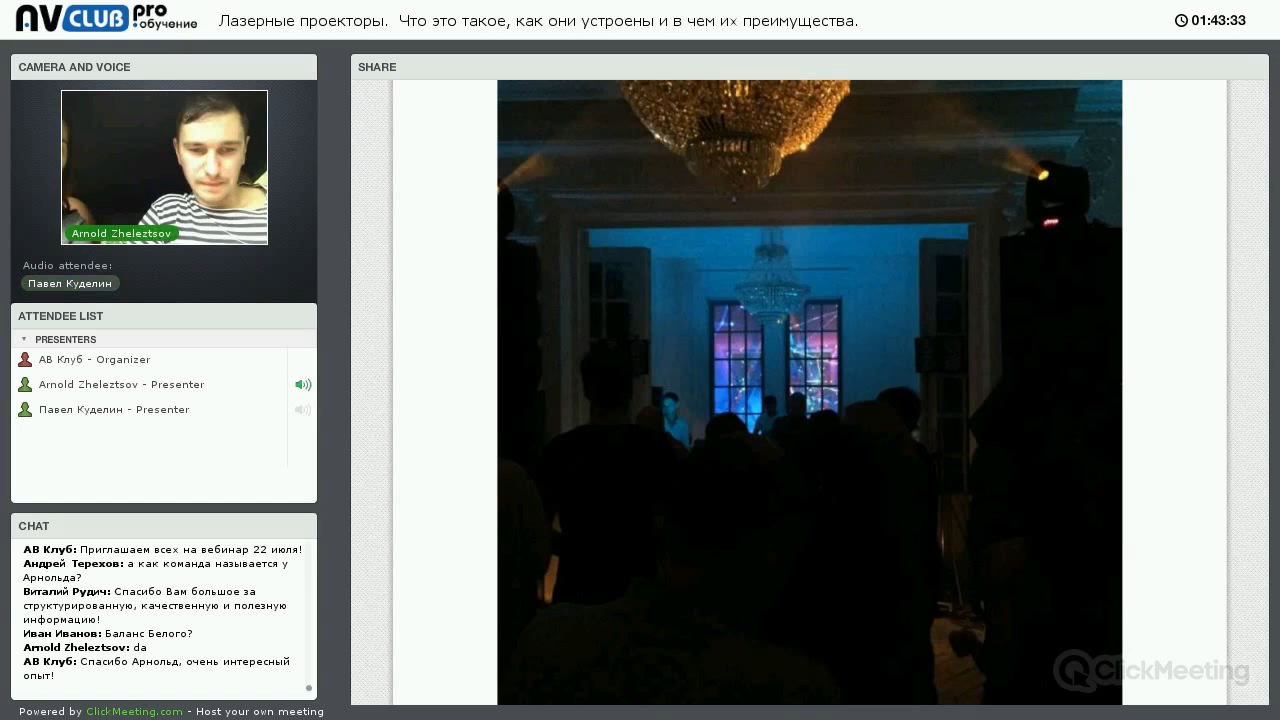 AVCLUB pro :обучение
Лазерные проекторы. Что это такое, как они устроены и в чем их преимущества.
01:43:33
CAMERA AND VOICE
Arnold Zheleztsov
Audio attendee:
Павел Куделин
ATTENDEE LIST
PRESENTERS
АВ Клуб - Organizer
Arnold Zheleztsov - Presenter
Павел Куделин - Presenter
CHAT
АВ Клуб: Приглашаем всех на вебинар 22 июля!
Андрей Терехов: а как команда называется у
Арнольда?
Виталий Рудич: Спасибо Вам большое за
структурированную, качественную и полезную
информацию!
Иван Иванов: Баланс Белого?
Arnold Zheleztsov: da
АВ Клуб: Спасибо Арнольд, очень интересный
опыт!
Powered by ClickMeeting.com - Host your own meeting
SHARE
ClickMeeting